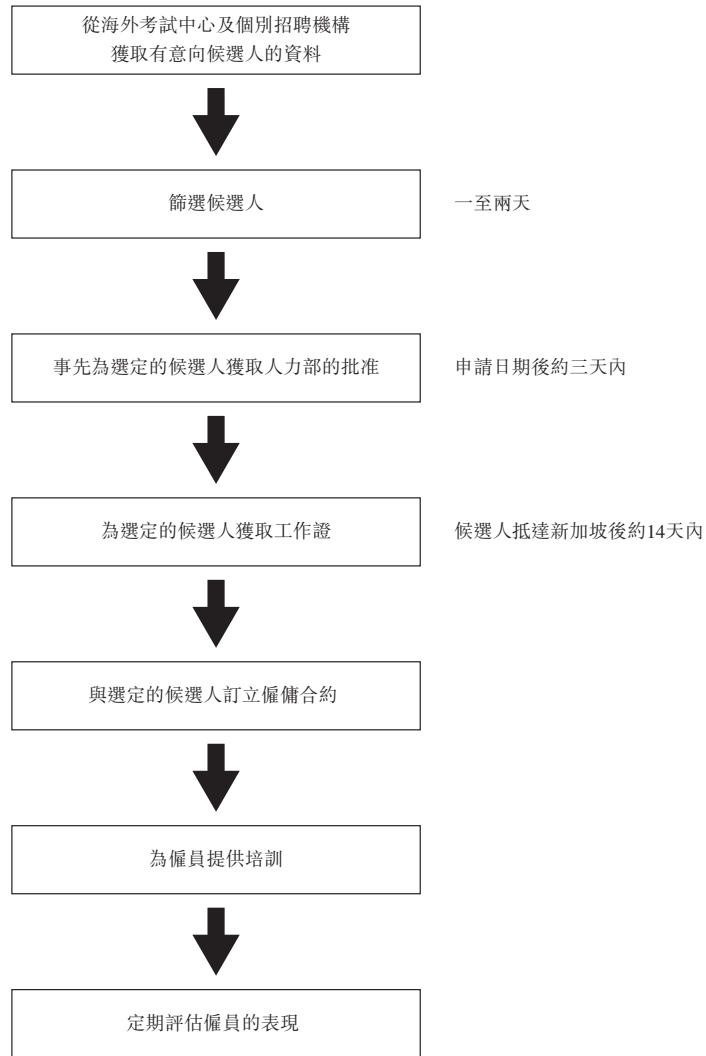 從海外考試中心及個別招聘機構
獲取有意向候選人的資料
篩選候選人
一至兩天
事先為選定的候選人獲取人力部的批准
申請日期後約三天內
為選定的候選人獲取工作證
候選人抵達新加坡後約14天內
與選定的候選人訂立僱傭合約
為僱員提供培訓
定期評估僱員的表現